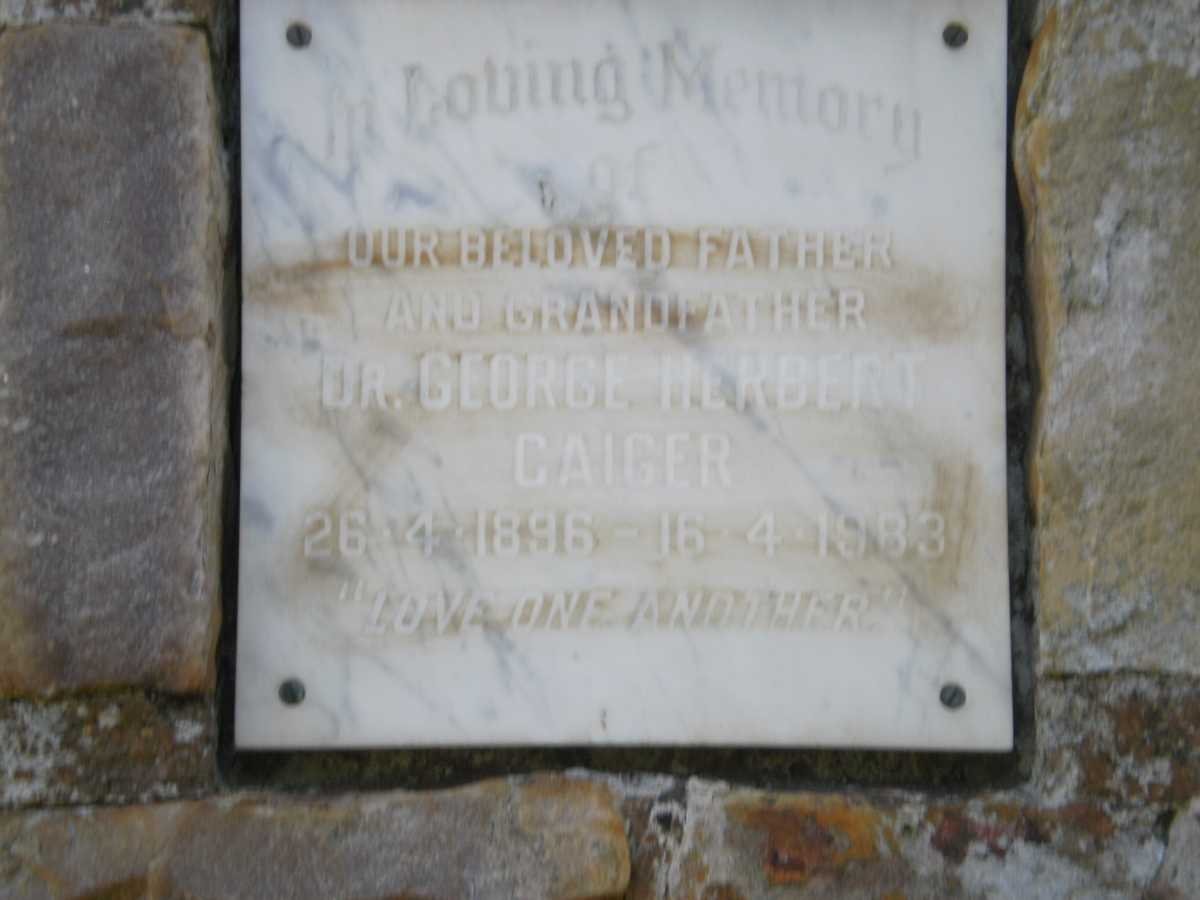 In Loving Memory
of
OUR BELOVED FATHER
AND GRANDFATHER
DR. GEORGE HERBERT
CAIGER
26·4·1896 - 16·4·1983
"LOVE ONE ANOTHER."